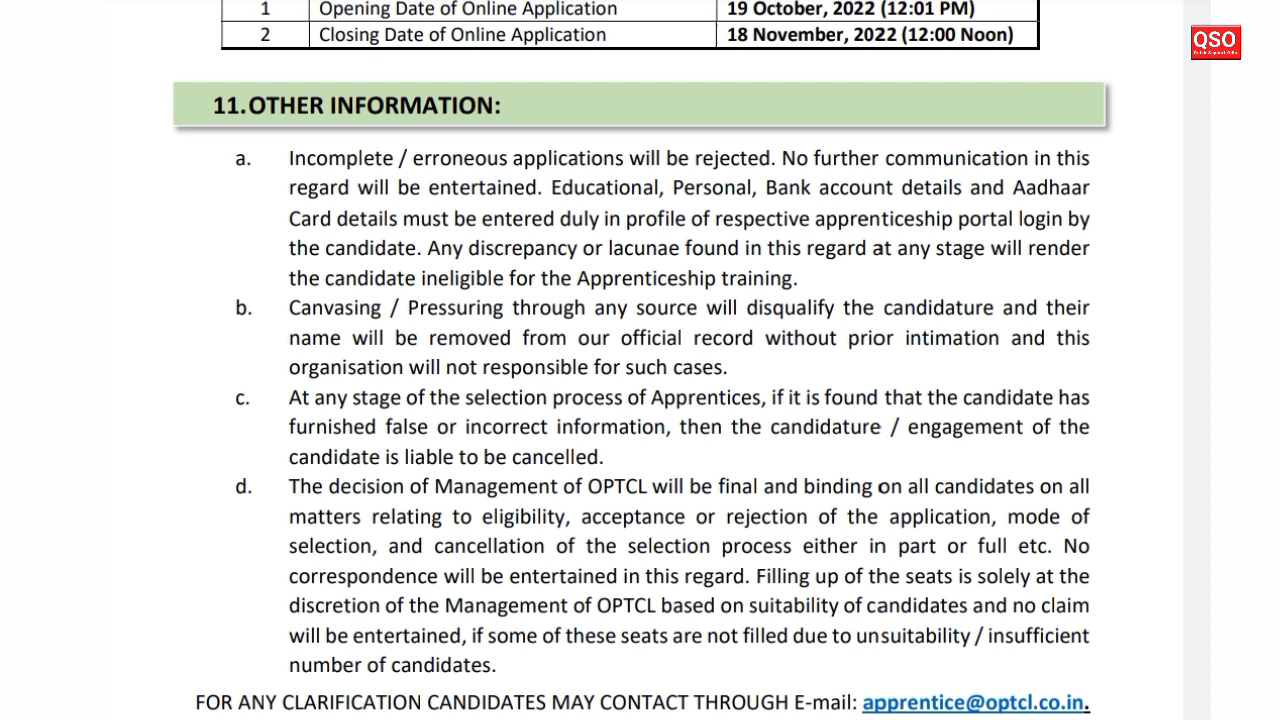 1 Opening Date of Online Application 19 October, 2022 (12:01 PM)
2 Closing Date of Online Application 18 November, 2022 (12:00 Noon)
QSO
11.OTHER INFORMATION:
a. Incomplete / erroneous applications will be rejected. No further communication in this
regard will be entertained. Educational, Personal, Bank account details and Aadhaar
Card details must be entered duly in profile of respective apprenticeship portal login by
the candidate. Any discrepancy or lacunae found in this regard at any stage will render
the candidate ineligible for the Apprenticeship training.
b. Canvasing / Pressuring through any source will disqualify the candidature and their
name will be removed from our official record without prior intimation and this
organisation will not responsible for such cases.
c. At any stage of the selection process of Apprentices, if it is found that the candidate has
furnished false or incorrect information, then the candidature / engagement of the
candidate is liable to be cancelled.
d. The decision of Management of OPTCL will be final and binding on all candidates on all
matters relating to eligibility, acceptance or rejection of the application, mode of
selection, and cancellation of the selection process either in part or full etc. No
correspondence will be entertained in this regard. Filling up of the seats is solely at the
discretion of the Management of OPTCL based on suitability of candidates and no claim
will be entertained, if some of these seats are not filled due to unsuitability / insufficient
number of candidates.
FOR ANY CLARIFICATION CANDIDATES MAY CONTACT THROUGH E-mail: apprentice@optcl.co.in.